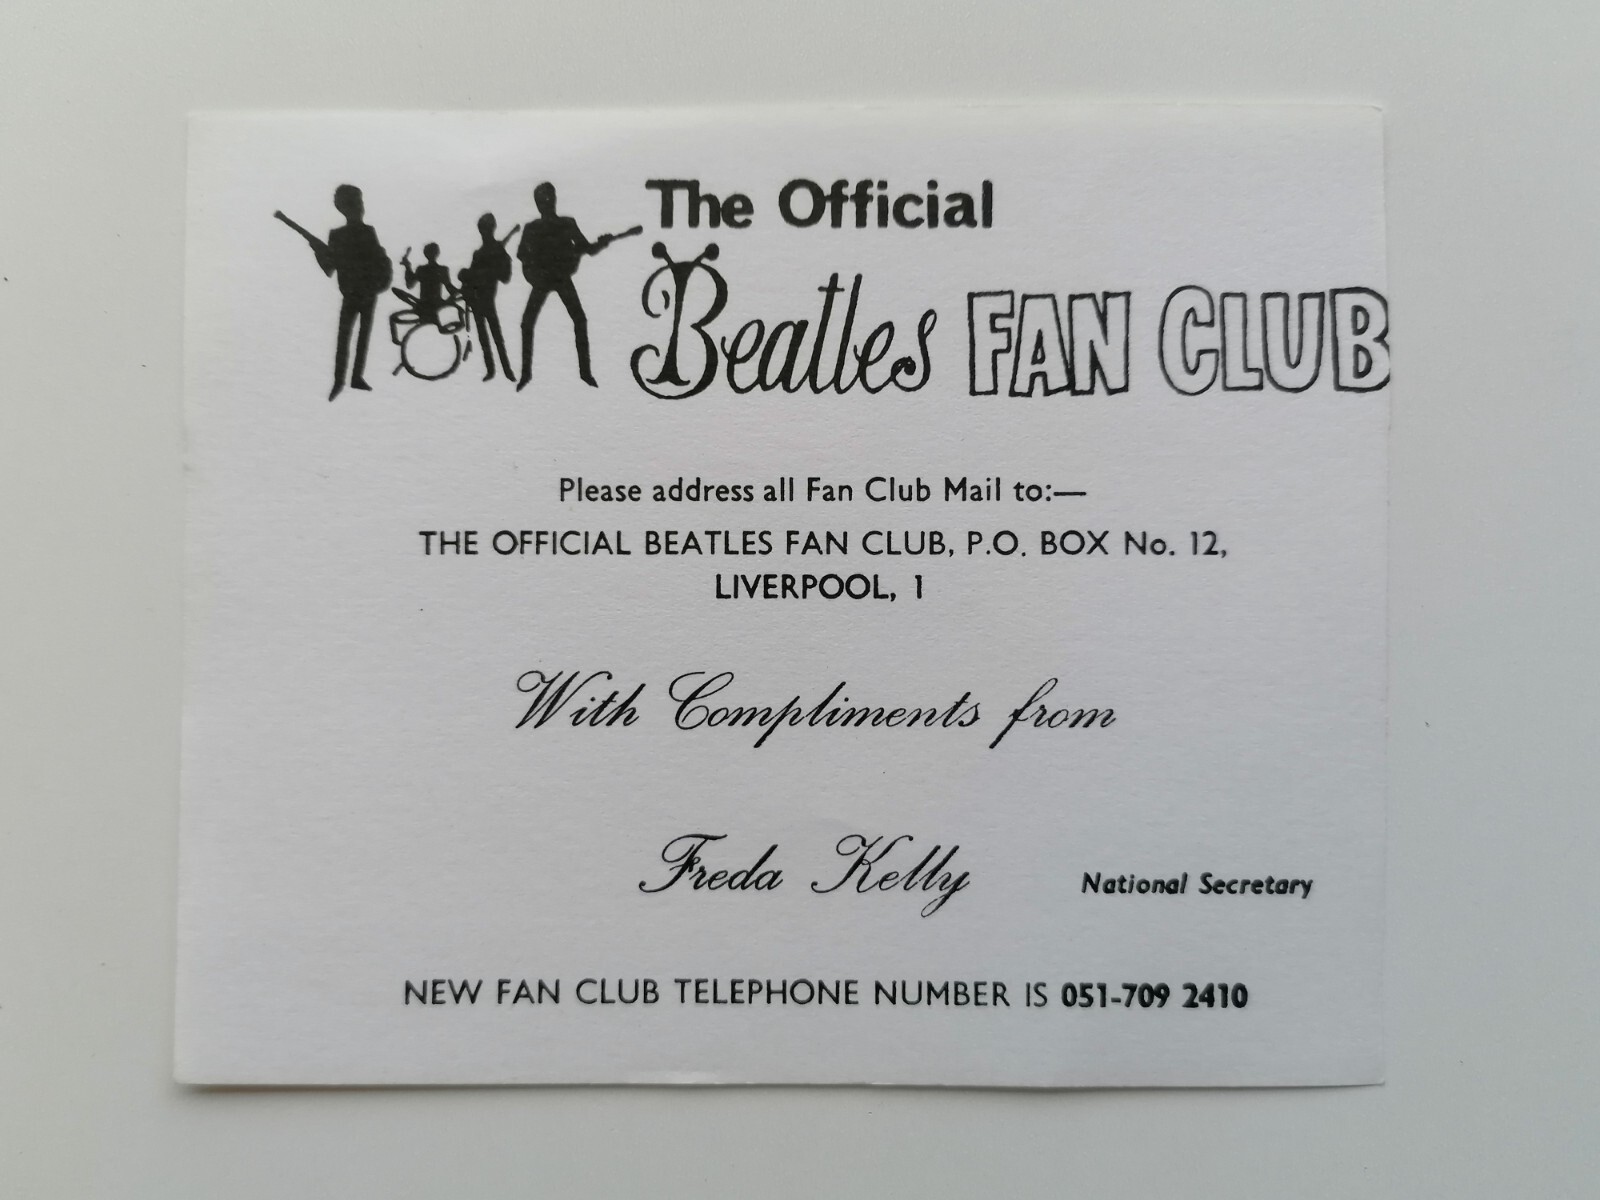 The Official
Beatles FAN CLUB
Please address all Fan Club Mail to:—
THE OFFICIAL BEATLES FAN CLUB, P.O. BOX No. 12,
LIVERPOOL, 1
With Compliments from
Freda Kelly National Secretary
NEW FAN CLUB TELEPHONE NUMBER IS 051-709 2410